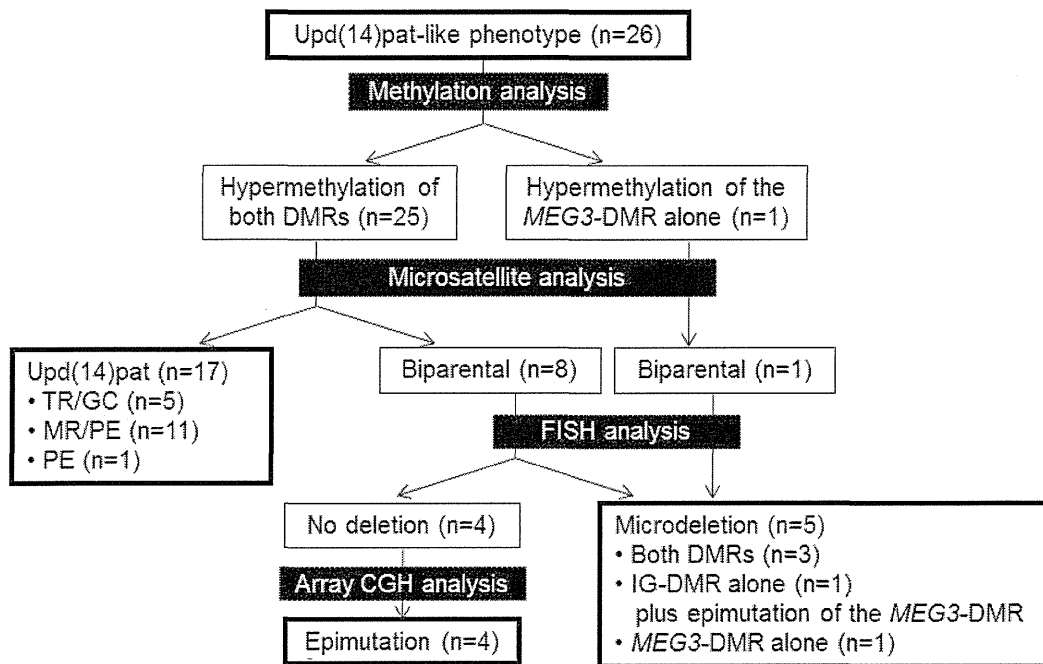 Upd(14)pat-like phenotype (n=26)
Methylation analysis
Hypermethylation of
both DMRs (n=25)
Hypermethylation of the
MEG3-DMR alone (n=1)
Microsatellite analysis
Upd(14)pat (n=17)
• TR/GC (n=5)
• MR/PE (n=11)
• PE (n=1)
Biparental (n=8)
Biparental (n=1)
FISH analysis
No deletion (n=4)
Microdeletion (n=5)
• Both DMRs (n=3)
• IG-DMR alone (n=1)
plus epimutation of the MEG3-DMR
• MEG3-DMR alone (n=1)
Array CGH analysis
Epimutation (n=4)